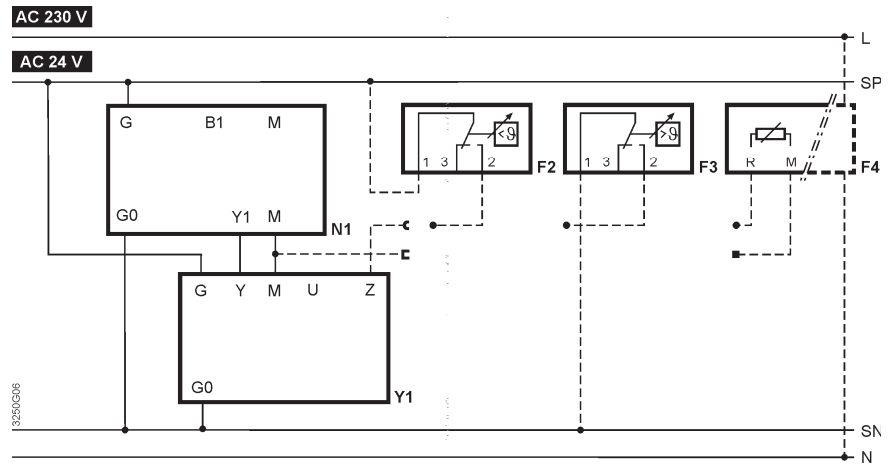 AC 230 V
L
AC 24 V
SP
G B1 M
G0 Y1 M
N1
1 3 2
<ϑ
F2
1 3 2
>ϑ
F3
R M
F4
G Y M U Z
G0
Y1
3250G06
SN
N